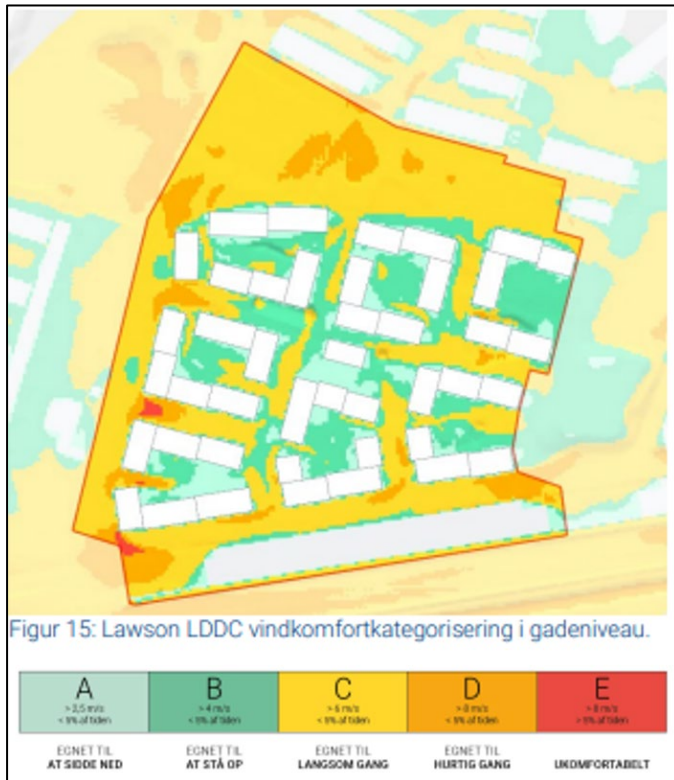 Figur 15: Lawson LDDC vindkomfortkategorisering i gadeniveau.
A B C D E
> 2,5 m/s > 4 m/s > 6 m/s > 8 m/s > 8 m/s
< 5% af tiden < 5% af tiden < 5% af tiden < 5% af tiden > 5% af tiden
EGNET TIL EGNET TIL EGNET TIL EGNET TIL
AT SIDDE NED AT STÅ OP LANGSOM GANG HURTIG GANG UKOMFORTABELT